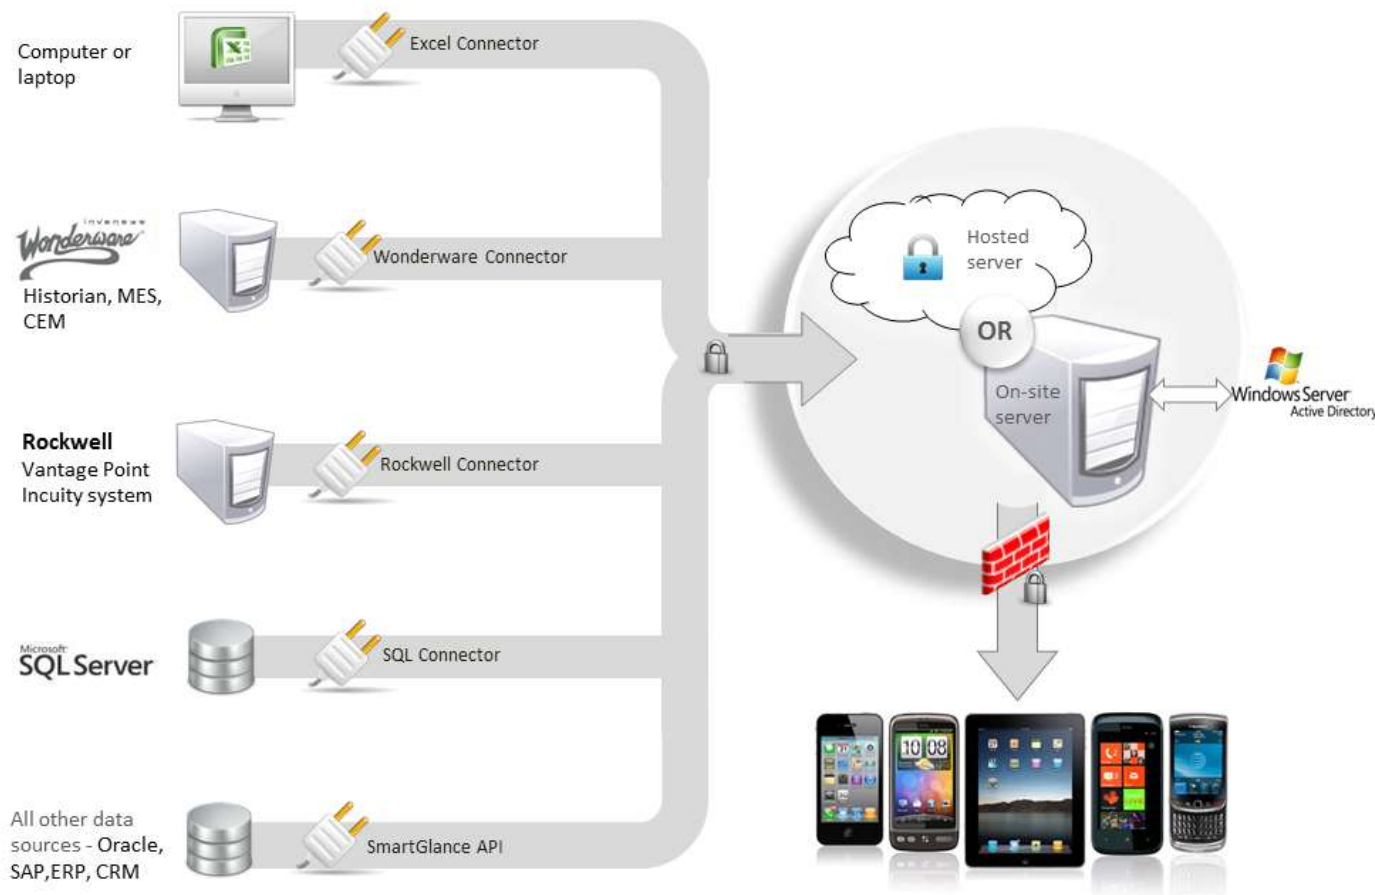 Computer or
laptop
Excel Connector
invensys
Wonderware
Historian, MES,
CEM
Wonderware Connector
Rockwell
Vantage Point
Incuity system
Rockwell Connector
Microsoft
SQL Server
SQL Connector
All other data
sources - Oracle,
SAP,ERP, CRM
SmartGlance API
Hosted
server
OR
On-site
server
Windows Server
Active Directory
10 08